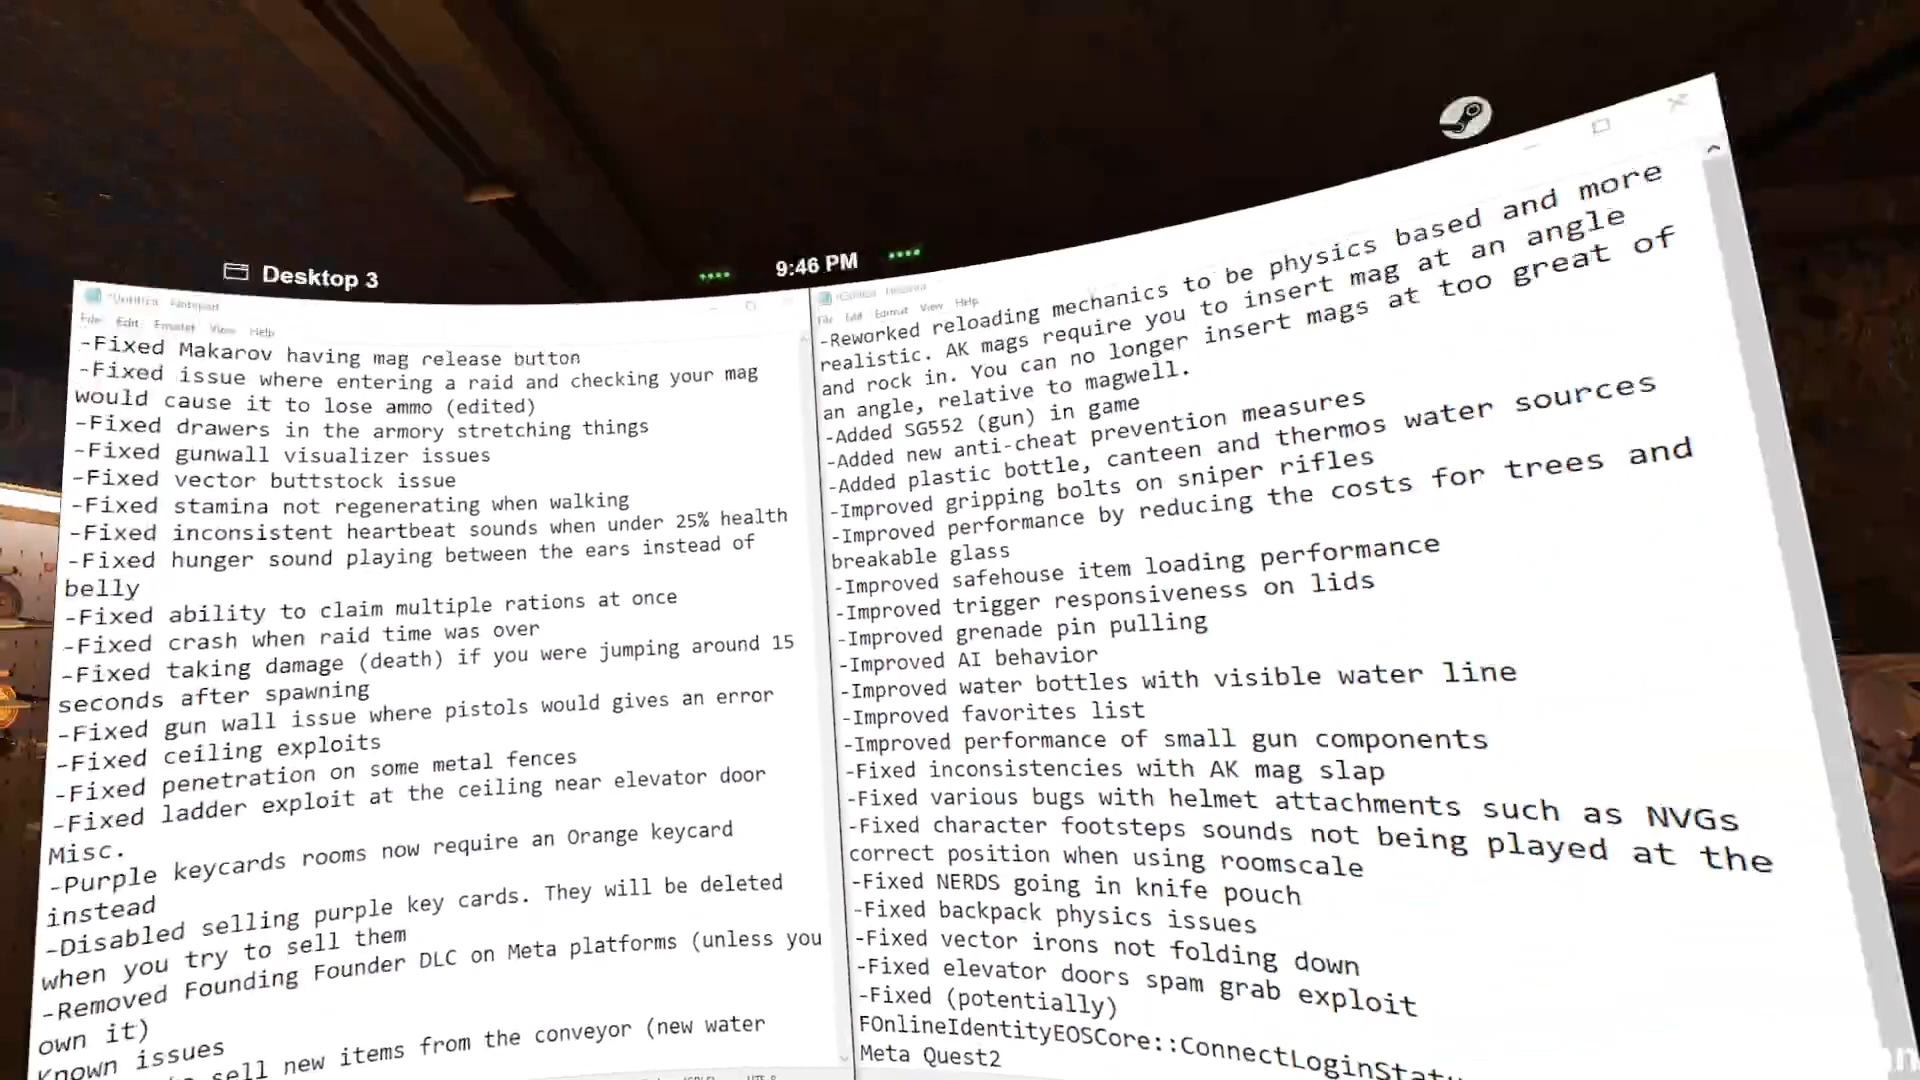 Desktop 3
9:46 PM
File Edit View Help
-Fixed Makarov having mag release button
-Fixed issue where entering a raid and checking your mag
would cause it to lose ammo (edited)
-Fixed drawers in the armory stretching things
-Fixed gunwall visualizer issues
-Fixed vector buttstock issue
-Fixed stamina not regenerating when walking
-Fixed inconsistent heartbeat sounds when under 25% health
-Fixed hunger sound playing between the ears instead of
belly
-Fixed ability to claim multiple rations at once
-Fixed crash when raid time was over
-Fixed taking damage (death) if you were jumping around 15
seconds after spawning
-Fixed gun wall issue where pistols would gives an error
-Fixed ceiling exploits
-Fixed penetration on some metal fences
-Fixed ladder exploit at the ceiling near elevator door
Misc.
-Purple keycards rooms now require an Orange keycard
instead
-Disabled selling purple key cards. They will be deleted
when you try to sell them
-Removed Founding Founder DLC on Meta platforms (unless you
own it)
Known issues
sell new items from the conveyor (new water
File Edit Format View Help
-Reworked reloading mechanics to be physics based and more
realistic. AK mags require you to insert mag at an angle
and rock in. You can no longer insert mags at too great of
an angle, relative to magwell.
-Added SG552 (gun) in game
-Added new anti-cheat prevention measures
-Added plastic bottle, canteen and thermos water sources
-Improved gripping bolts on sniper rifles
-Improved performance by reducing the costs for trees and
breakable glass
-Improved safehouse item loading performance
-Improved trigger responsiveness on lids
-Improved grenade pin pulling
-Improved AI behavior
-Improved water bottles with visible water line
-Improved favorites list
-Improved performance of small gun components
-Fixed inconsistencies with AK mag slap
-Fixed various bugs with helmet attachments such as NVGs
-Fixed character footsteps sounds not being played at the
correct position when using roomscale
-Fixed NERDS going in knife pouch
-Fixed backpack physics issues
-Fixed vector irons not folding down
-Fixed elevator doors spam grab exploit
-Fixed (potentially)
FOnlineIdentityEOSCore::ConnectLoginStatu
Meta Quest2